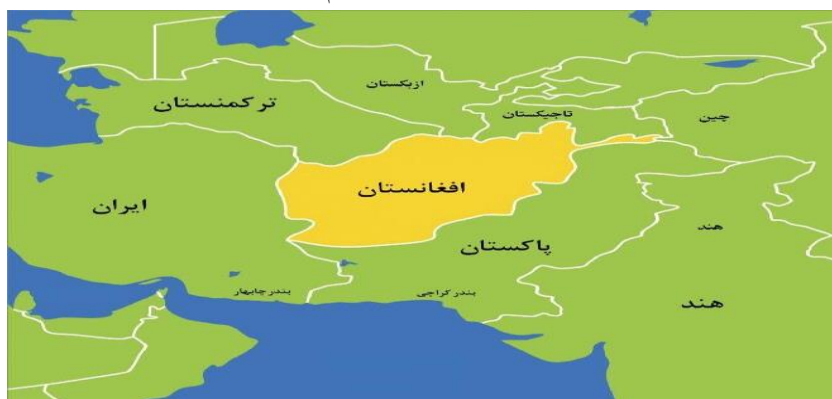 ازبکستان
ترکمنستان
تاجیکستان
چین
افغانستان
ایران
پاکستان
هند
بندر چابهار
بندر کراچی
هند